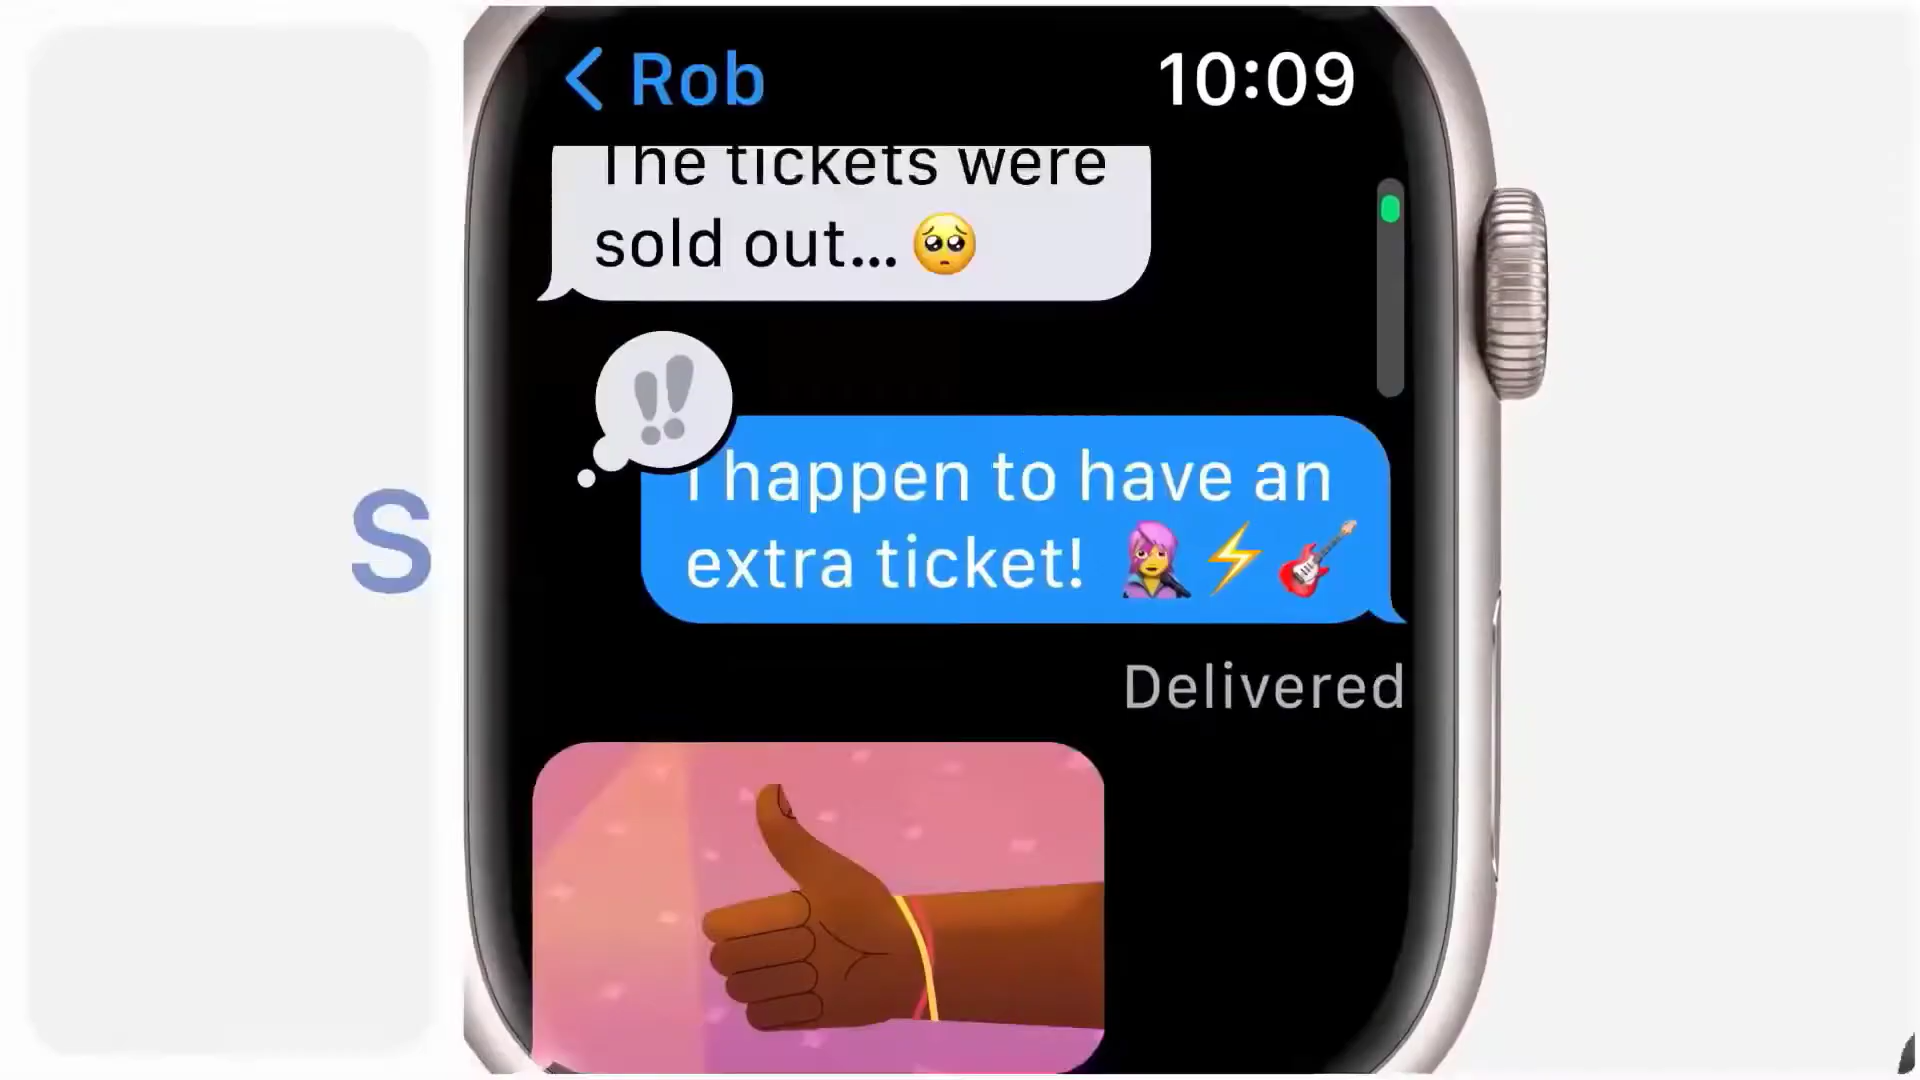 Rob
10:09
The tickets were
sold out... 🥺
‼
I happen to have an
extra ticket! 👩‍🎤⚡🎸
Delivered
S